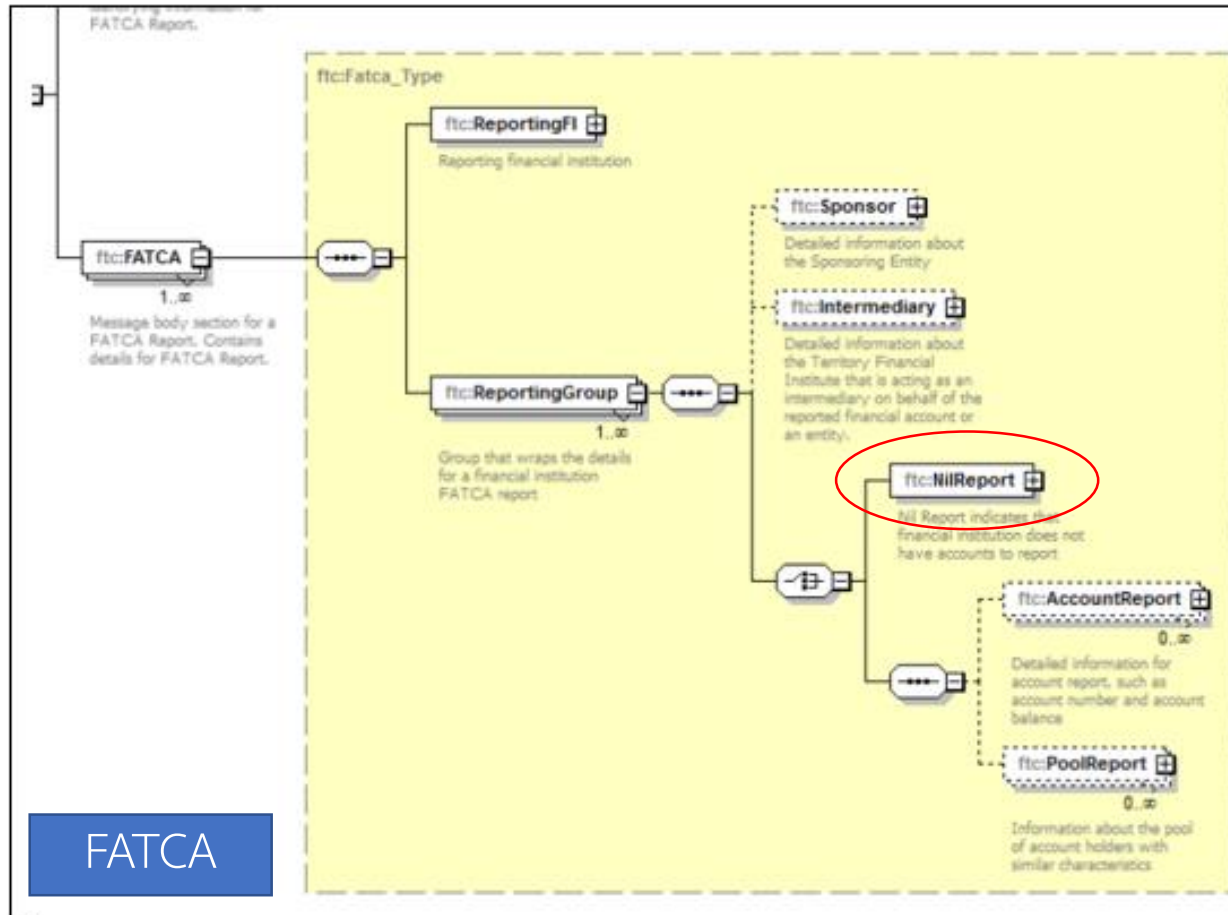 FATCA Report.
ftc:Fatca_Type
ftc:ReportingFI
Reporting financial institution
ftc:Sponsor
Detailed information about
the Sponsoring Entity
ftc:FATCA
1..∞
Message body section for a
FATCA Report. Contains
details for FATCA Report.
ftc:Intermediary
Detailed information about
the Territory Financial
Institute that is acting as an
intermediary on behalf of the
reported financial account or
an entity.
ftc:ReportingGroup
1..∞
Group that wraps the details
for a financial institution
FATCA report
ftc:NilReport
Nil Report indicates that
financial institution does not
have accounts to report
ftc:AccountReport
0..∞
Detailed information for
account report, such as
account number and account
balance
ftc:PoolReport
0..∞
Information about the pool
of account holders with
similar characteristics
FATCA